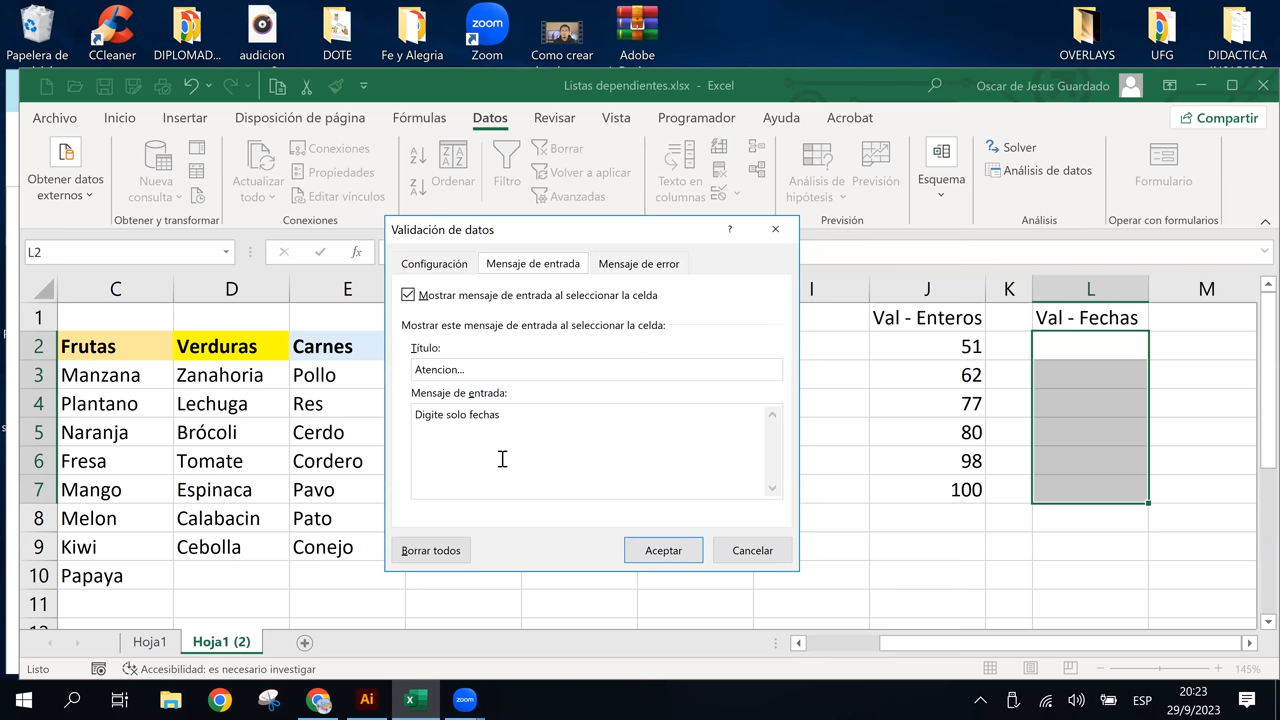 Papelera de
CCleaner
DIPLOMAD...
audicion
DOTE
Fe y Alegria
zoom
Zoom
Como crear
Adobe
OVERLAYS
UFG
DIDACTICA
Listas dependientes.xlsx - Excel
Oscar de Jesus Guardado
Archivo
Inicio
Insertar
Disposición de página
Fórmulas
Datos
Revisar
Vista
Programador
Ayuda
Acrobat
Compartir
Obtener datos
externos
Nueva
consulta
Actualizar
todo
Conexiones
Propiedades
Editar vínculos
Ordenar
Filtro
Borrar
Volver a aplicar
Avanzadas
Texto en
columnas
Análisis de
hipótesis
Previsión
Esquema
Solver
Análisis de datos
Formulario
Obtener y transformar
Conexiones
Previsión
Análisis
Operar con formularios
L2
fx
C D E I J K L M
1 Val - Enteros Val - Fechas
2 Frutas Verduras Carnes 51
3 Manzana Zanahoria Pollo 62
4 Plantano Lechuga Res 77
5 Naranja Brócoli Cerdo 80
6 Fresa Tomate Cordero 98
7 Mango Espinaca Pavo 100
8 Melon Calabacin Pato
9 Kiwi Cebolla Conejo
10 Papaya
11
Validación de datos
?
Configuración
Mensaje de entrada
Mensaje de error
Mostrar mensaje de entrada al seleccionar la celda
Mostrar este mensaje de entrada al seleccionar la celda:
Título:
Atencion...
Mensaje de entrada:
Digite solo fechas
Borrar todos
Aceptar
Cancelar
Hoja1
Hoja1 (2)
Listo
Accesibilidad: es necesario investigar
145%
Ai
zoom
ESP
20:23
29/9/2023